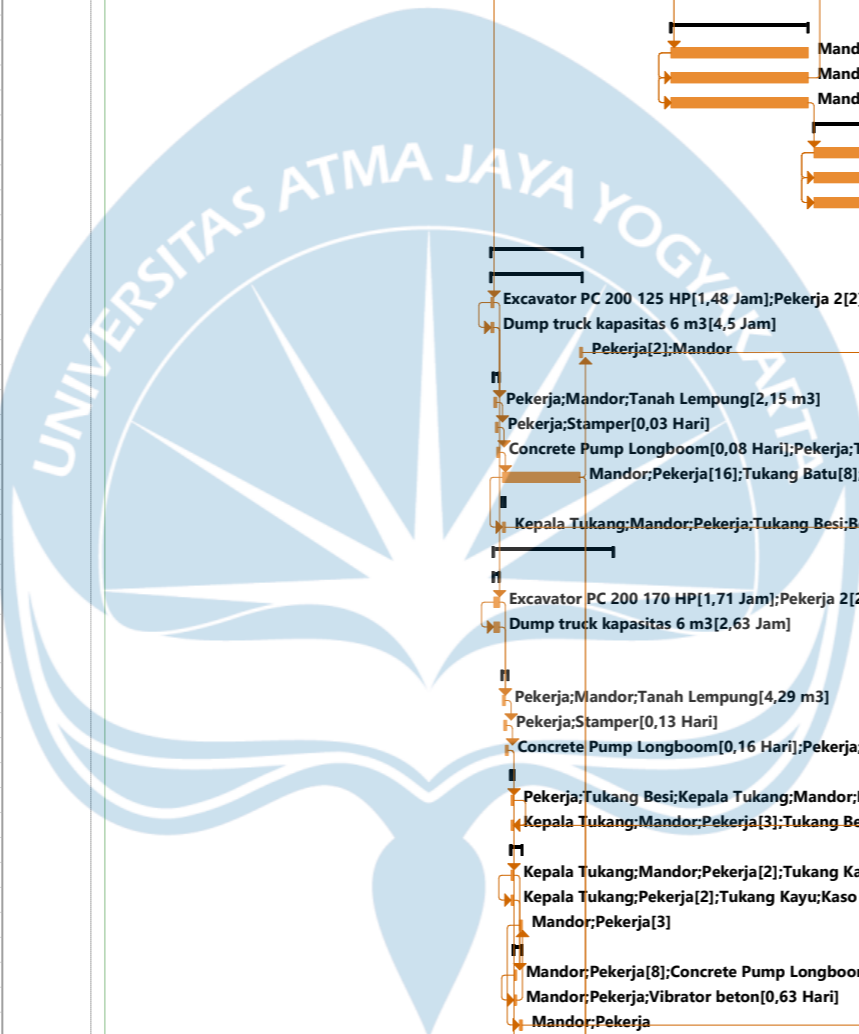 Mand
Mand
Mand
UNIVERSITAS ATMA JAYA YOGYAKARTA
Excavator PC 200 125 HP[1,48 Jam];Pekerja 2[2]
Dump truck kapasitas 6 m3[4,5 Jam]
Pekerja[2];Mandor
Pekerja;Mandor;Tanah Lempung[2,15 m3]
Pekerja;Stamper[0,03 Hari]
Concrete Pump Longboom[0,08 Hari];Pekerja;T
Mandor;Pekerja[16];Tukang Batu[8];
Kepala Tukang;Mandor;Pekerja;Tukang Besi;B
Excavator PC 200 170 HP[1,71 Jam];Pekerja 2[2
Dump truck kapasitas 6 m3[2,63 Jam]
Pekerja;Mandor;Tanah Lempung[4,29 m3]
Pekerja;Stamper[0,13 Hari]
Concrete Pump Longboom[0,16 Hari];Pekerja;
Pekerja;Tukang Besi;Kepala Tukang;Mandor;
Kepala Tukang;Mandor;Pekerja[3];Tukang Be
Kepala Tukang;Mandor;Pekerja[2];Tukang Ka
Kepala Tukang;Pekerja[2];Tukang Kayu;Kaso
Mandor;Pekerja[3]
Mandor;Pekerja[8];Concrete Pump Longboo
Mandor;Pekerja;Vibrator beton[0,63 Hari]
Mandor;Pekerja